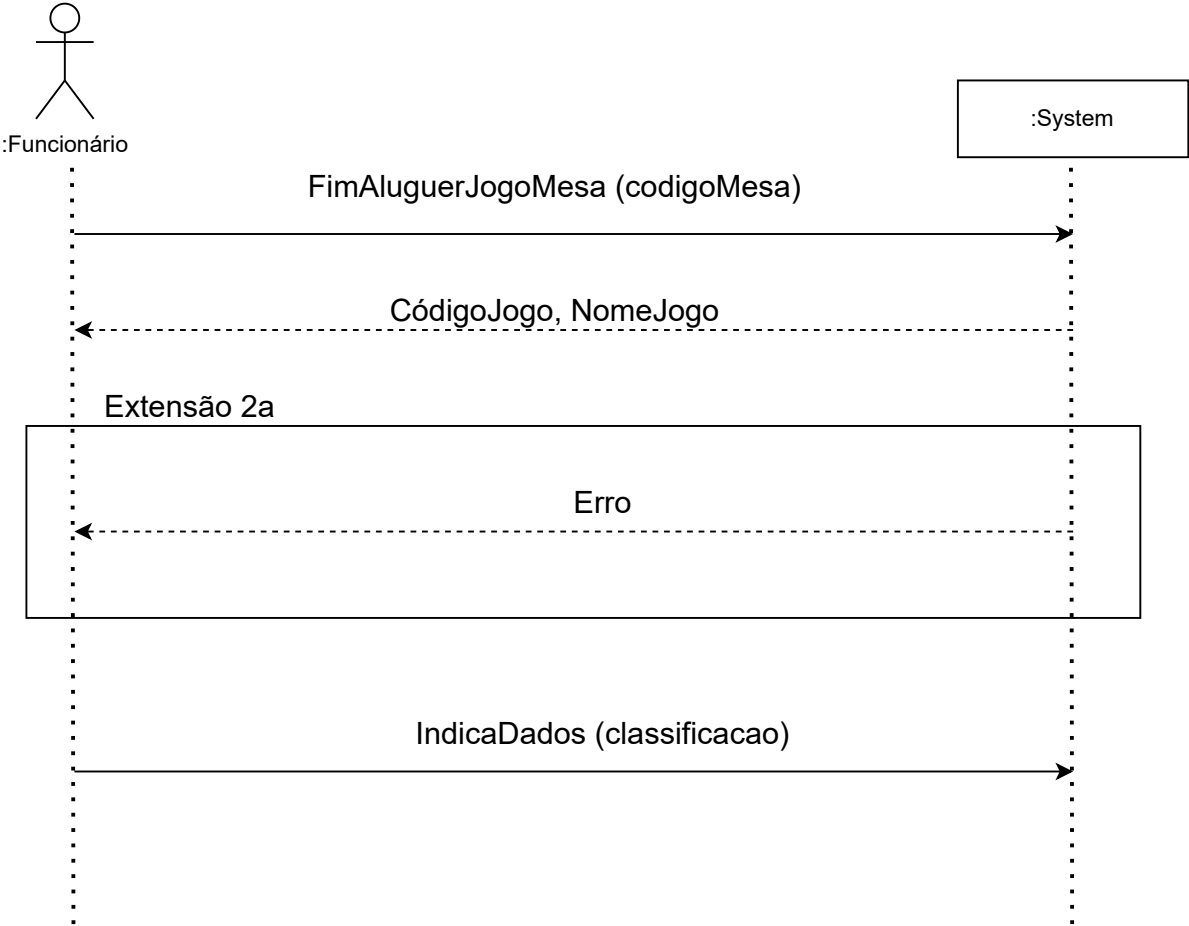 :Funcionário
:System
FimAluguerJogoMesa (codigoMesa)
CódigoJogo, NomeJogo
Extensão 2a
Erro
IndicaDados (classificacao)